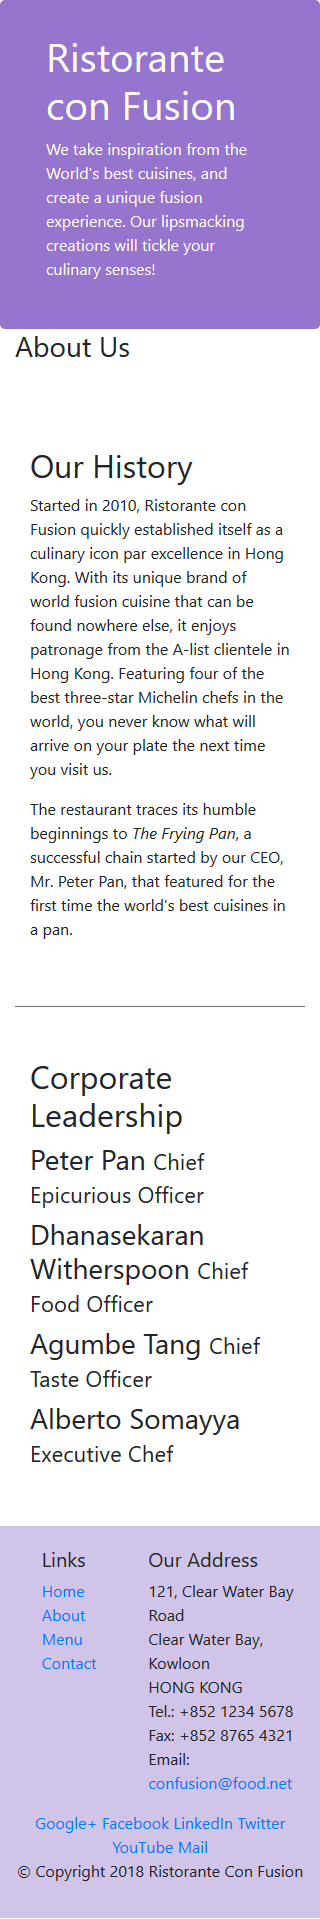 Ristorante
con Fusion
We take inspiration from the
World's best cuisines, and
create a unique fusion
experience. Our lipsmacking
creations will tickle your
culinary senses!
About Us
Our History
Started in 2010, Ristorante con
Fusion quickly established itself as a
culinary icon par excellence in Hong
Kong. With its unique brand of
world fusion cuisine that can be
found nowhere else, it enjoys
patronage from the A-list clientele in
Hong Kong. Featuring four of the
best three-star Michelin chefs in the
world, you never know what will
arrive on your plate the next time
you visit us.
The restaurant traces its humble
beginnings to The Frying Pan, a
successful chain started by our CEO,
Mr. Peter Pan, that featured for the
first time the world's best cuisines in
a pan.
Corporate
Leadership
Peter Pan Chief
Epicurious Officer
Dhanasekaran
Witherspoon Chief
Food Officer
Agumbe Tang Chief
Taste Officer
Alberto Somayya
Executive Chef
Links
Home
About
Menu
Contact
Our Address
121, Clear Water Bay
Road
Clear Water Bay,
Kowloon
HONG KONG
Tel.: +852 1234 5678
Fax: +852 8765 4321
Email:
confusion@food.net
Google+ Facebook LinkedIn Twitter
YouTube Mail
© Copyright 2018 Ristorante Con Fusion